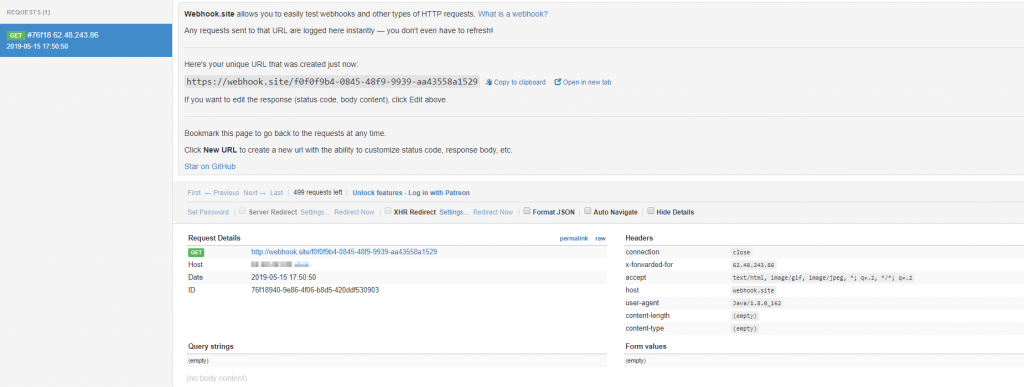 REQUESTS (1)
GET #76f18 62.48.243.86
2019-05-15 17:50:50
Webhook.site allows you to easily test webhooks and other types of HTTP requests. What is a webhook?
Any requests sent to that URL are logged here instantly — you don't even have to refresh!
Here's your unique URL that was created just now:
https://webhook.site/f0f0f9b4-0845-48f9-9939-aa43558a1529 Copy to clipboard Open in new tab
If you want to edit the response (status code, body content), click Edit above.
Bookmark this page to go back to the requests at any time.
Click New URL to create a new url with the ability to customize status code, response body, etc.
Star on GitHub
First ← Previous Next → Last 499 requests left Unlock features - Log in with Patreon
Set Password Server Redirect Settings... Redirect Now XHR Redirect Settings... Redirect Now Format JSON Auto Navigate Hide Details
Request Details permalink raw
GET http://webhook.site/f0f0f9b4-0845-48f9-9939-aa43558a1529
Host
Date 2019-05-15 17:50:50
ID 76f18940-9e86-4f06-b8d5-420ddf530903
Headers
connection close
x-forwarded-for 62.48.243.86
accept text/html, image/gif, image/jpeg, *; q=.2, */*; q=.2
host webhook.site
user-agent Java/1.8.0_162
content-length (empty)
content-type (empty)
Query strings
(empty)
Form values
(empty)
(no body content)